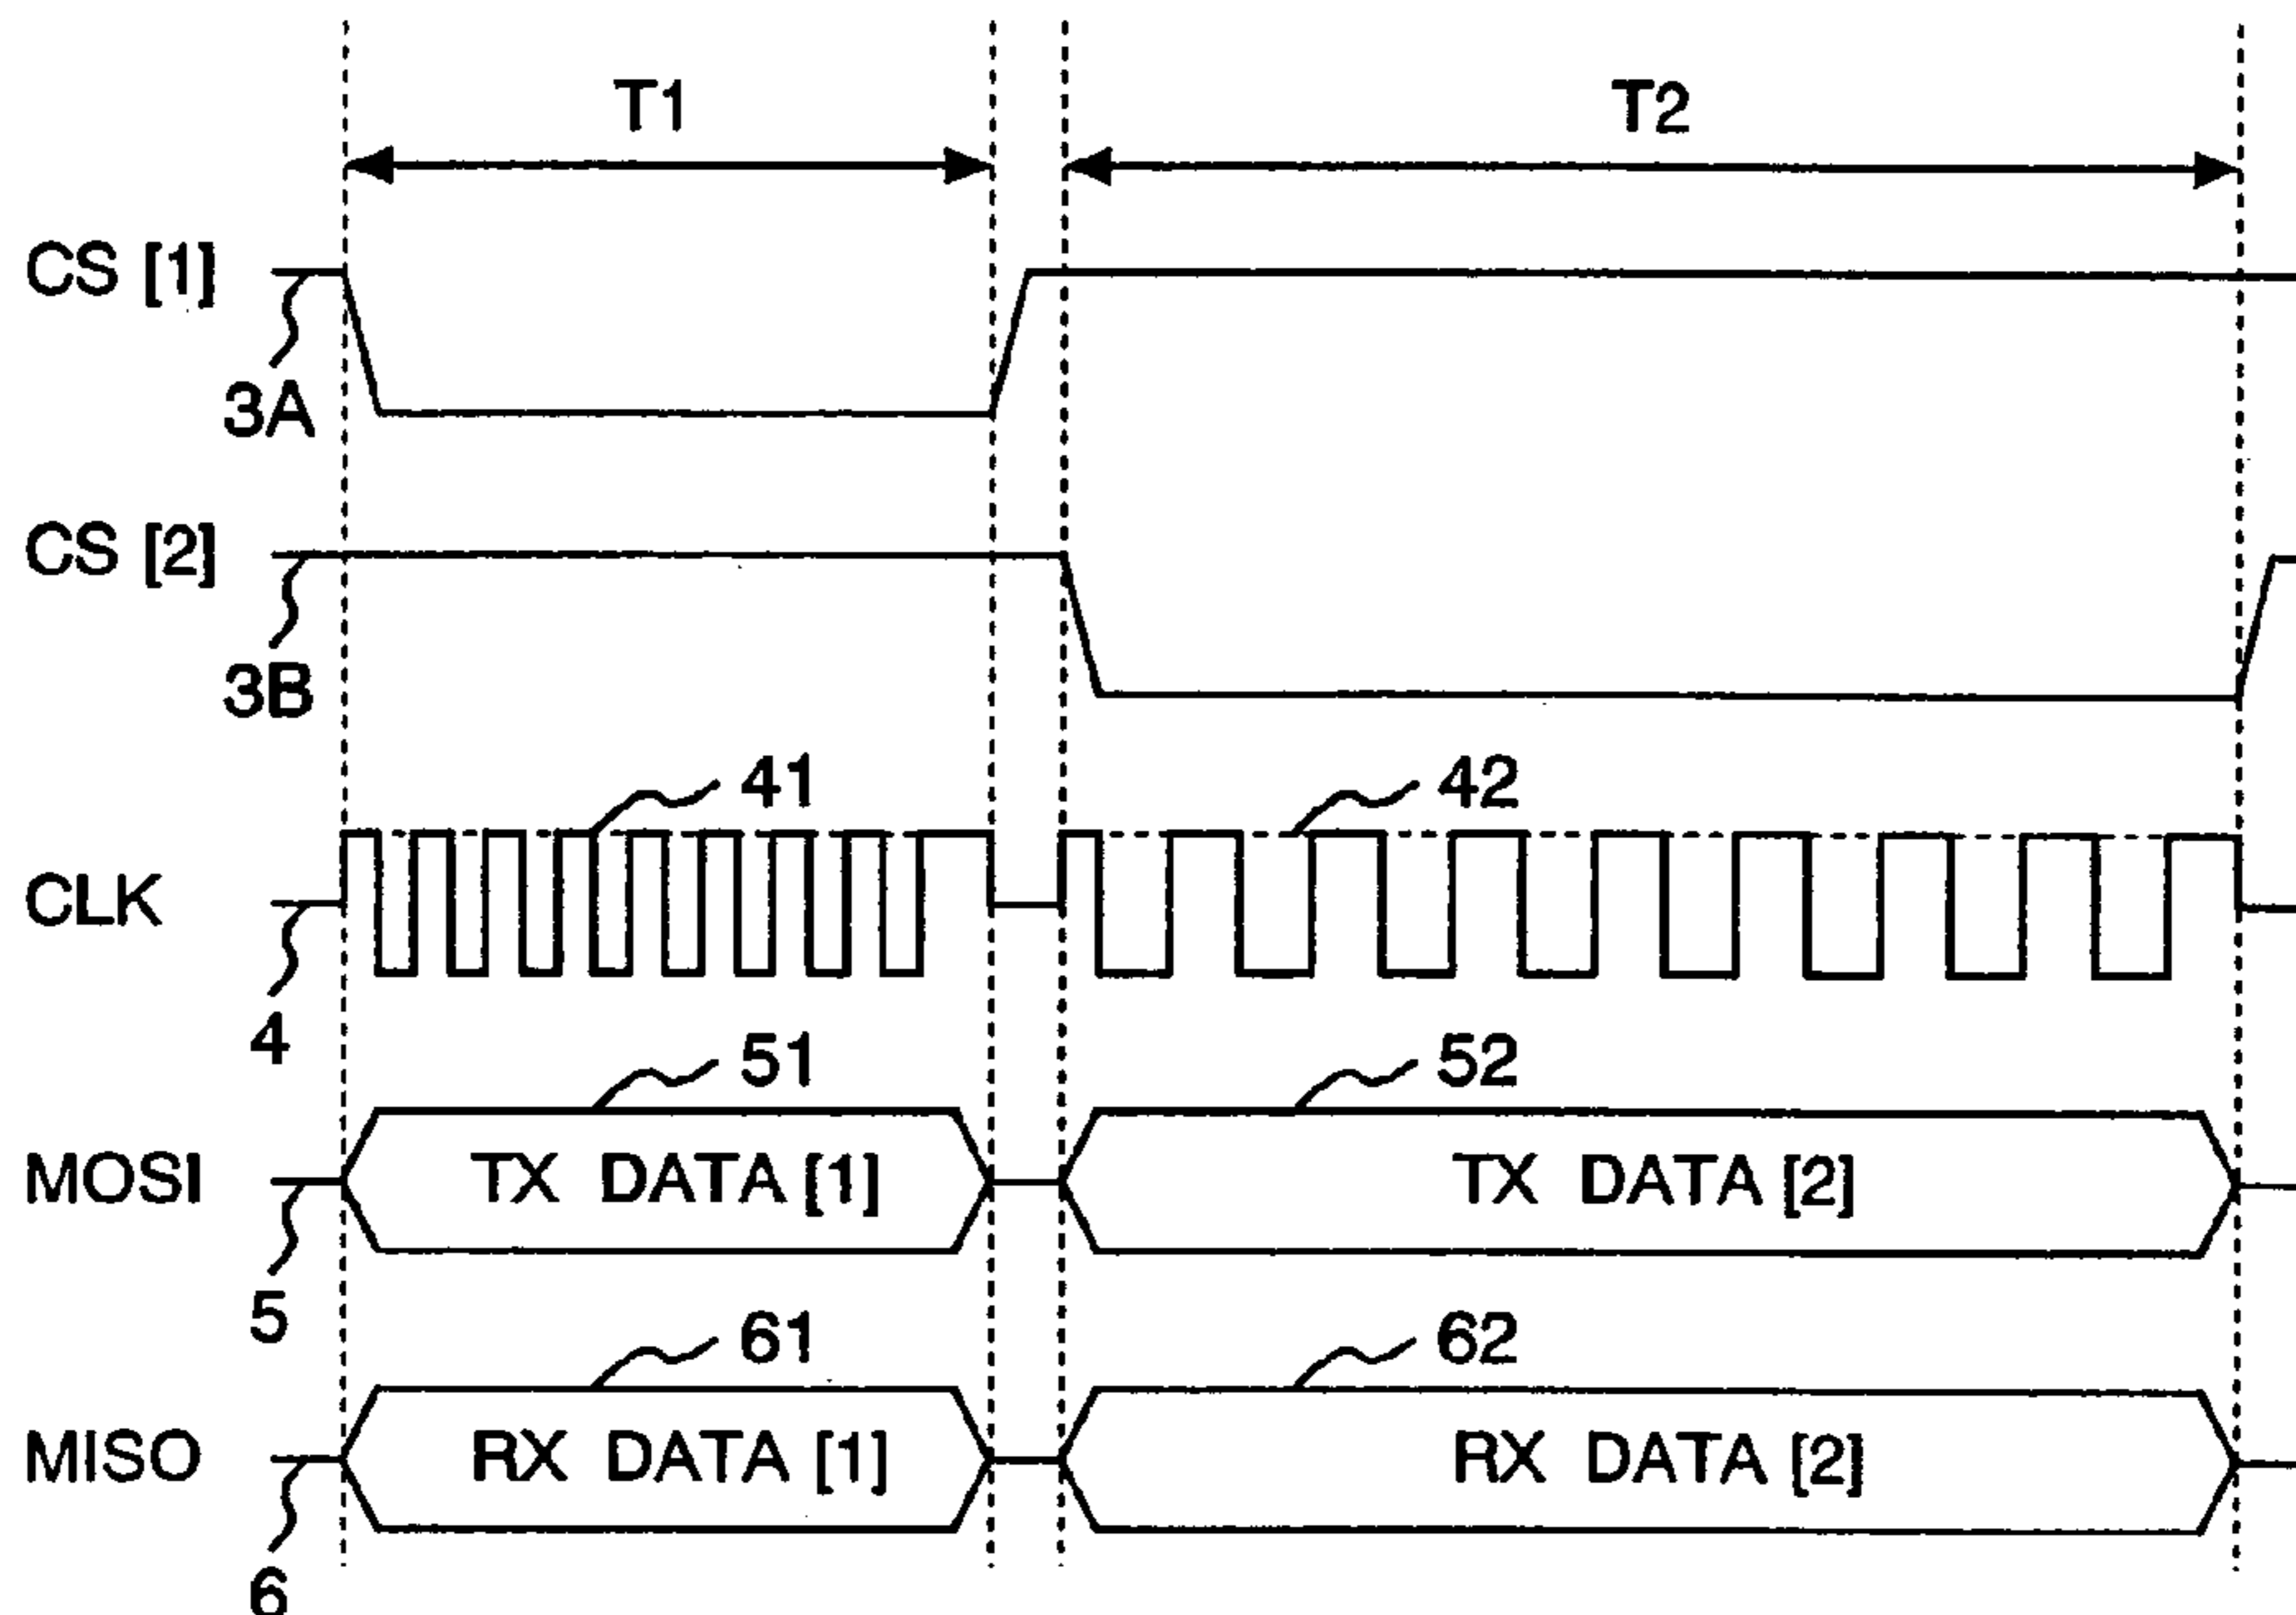 T1 T2
CS [1]
3A
CS [2]
3B
41 42
CLK
4
51 52
MOSI TX DATA [1] TX DATA [2]
5
61 62
MISO RX DATA [1] RX DATA [2]
6